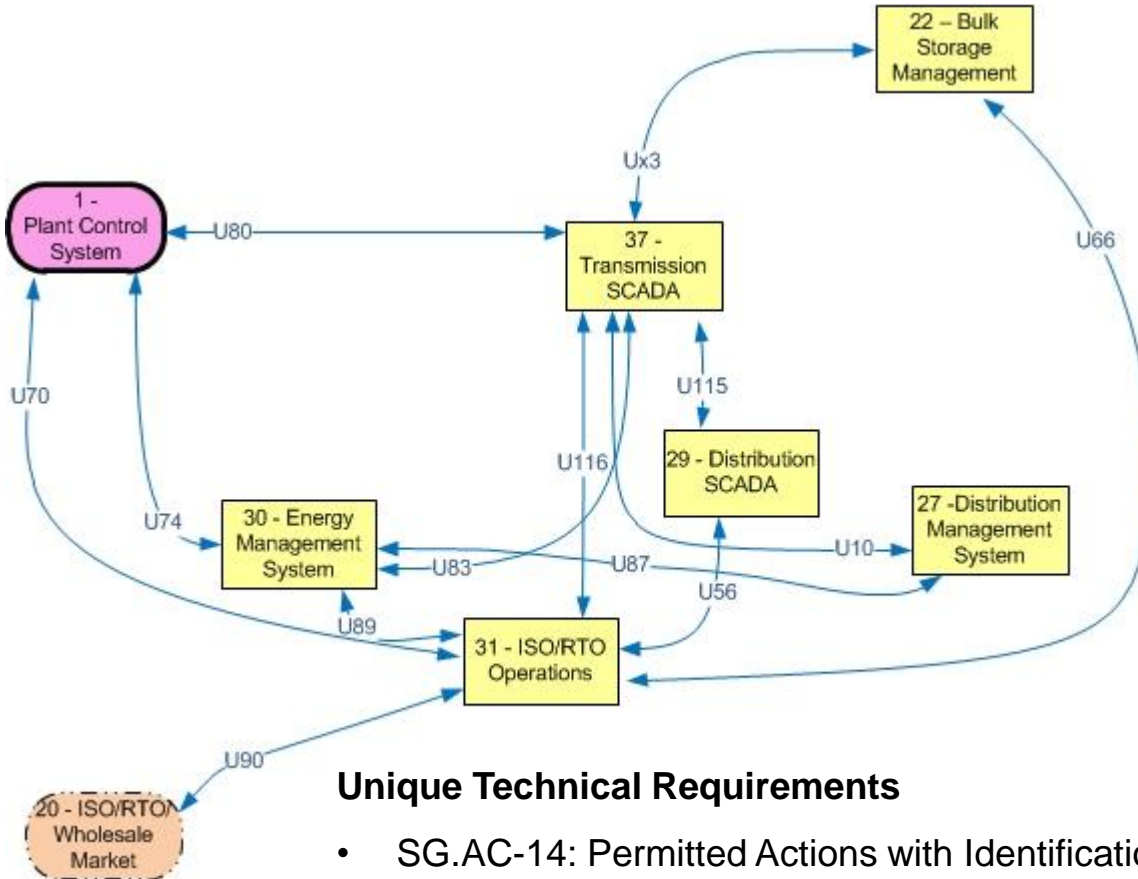 22 – Bulk
Storage
Management
Ux3
1 -
Plant Control
System
U80
37 -
Transmission
SCADA
U66
U70
U115
U116
29 - Distribution
SCADA
27 -Distribution
Management
System
U74
30 - Energy
Management
System
U83
U87
U10
U56
U89
31 - ISO/RTO
Operations
U90
20 - ISO/RTO/
Wholesale
Market
Unique Technical Requirements
• SG.AC-14: Permitted Actions with Identification